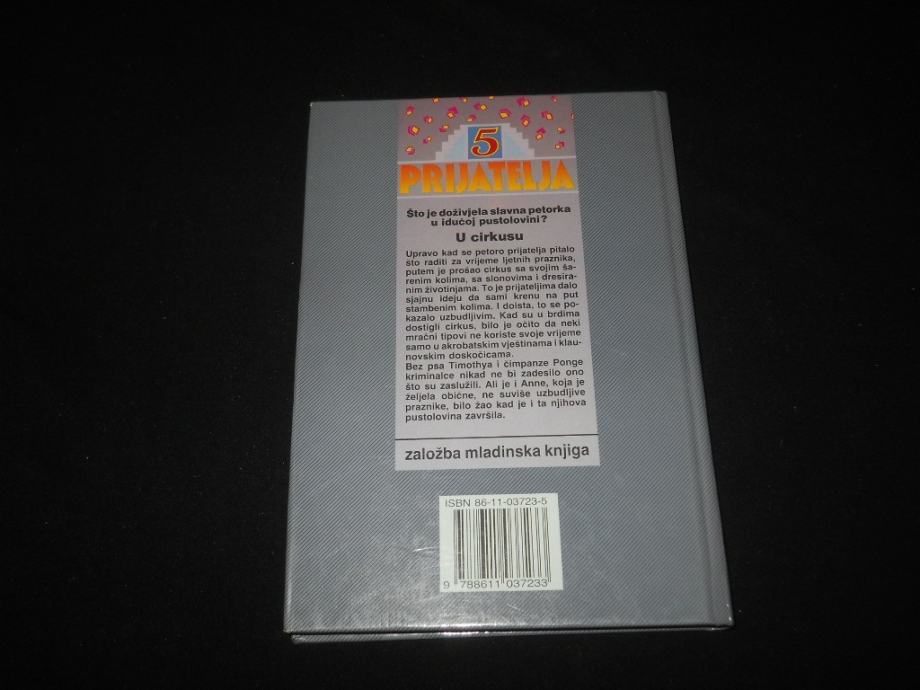 5
PRIJATELJA
Što je doživjela slavna petorka
u idućoj pustolovini?
U cirkusu
Upravo kad se petoro prijatelja pitalo
što raditi za vrijeme ljetnih praznika,
putem je prošao cirkus sa svojim ša-
renim kolima, sa slonovima i dresira-
nim životinjama. To je prijateljima dalo
sjajnu ideju da sami krenu na put
stambenim kolima. I doista, to se po-
kazalo uzbudljivim. Kad su u brdima
dostigli cirkus, bilo je očito da neki
mračni tipovi ne koriste svoje vrijeme
samo u akrobatskim vještinama i klau-
novskim doskočicama.
Bez psa Timothya i čimpanze Ponge
kriminalce nikad ne bi zadesilo ono
što su zaslužili. Ali je i Anne, koja je
željela obične, ne suviše uzbudljive
praznike, bilo žao kad je i ta njihova
pustolovina završila.
založba mladinska knjiga
ISBN 86-11-03723-5
9 788611 037233